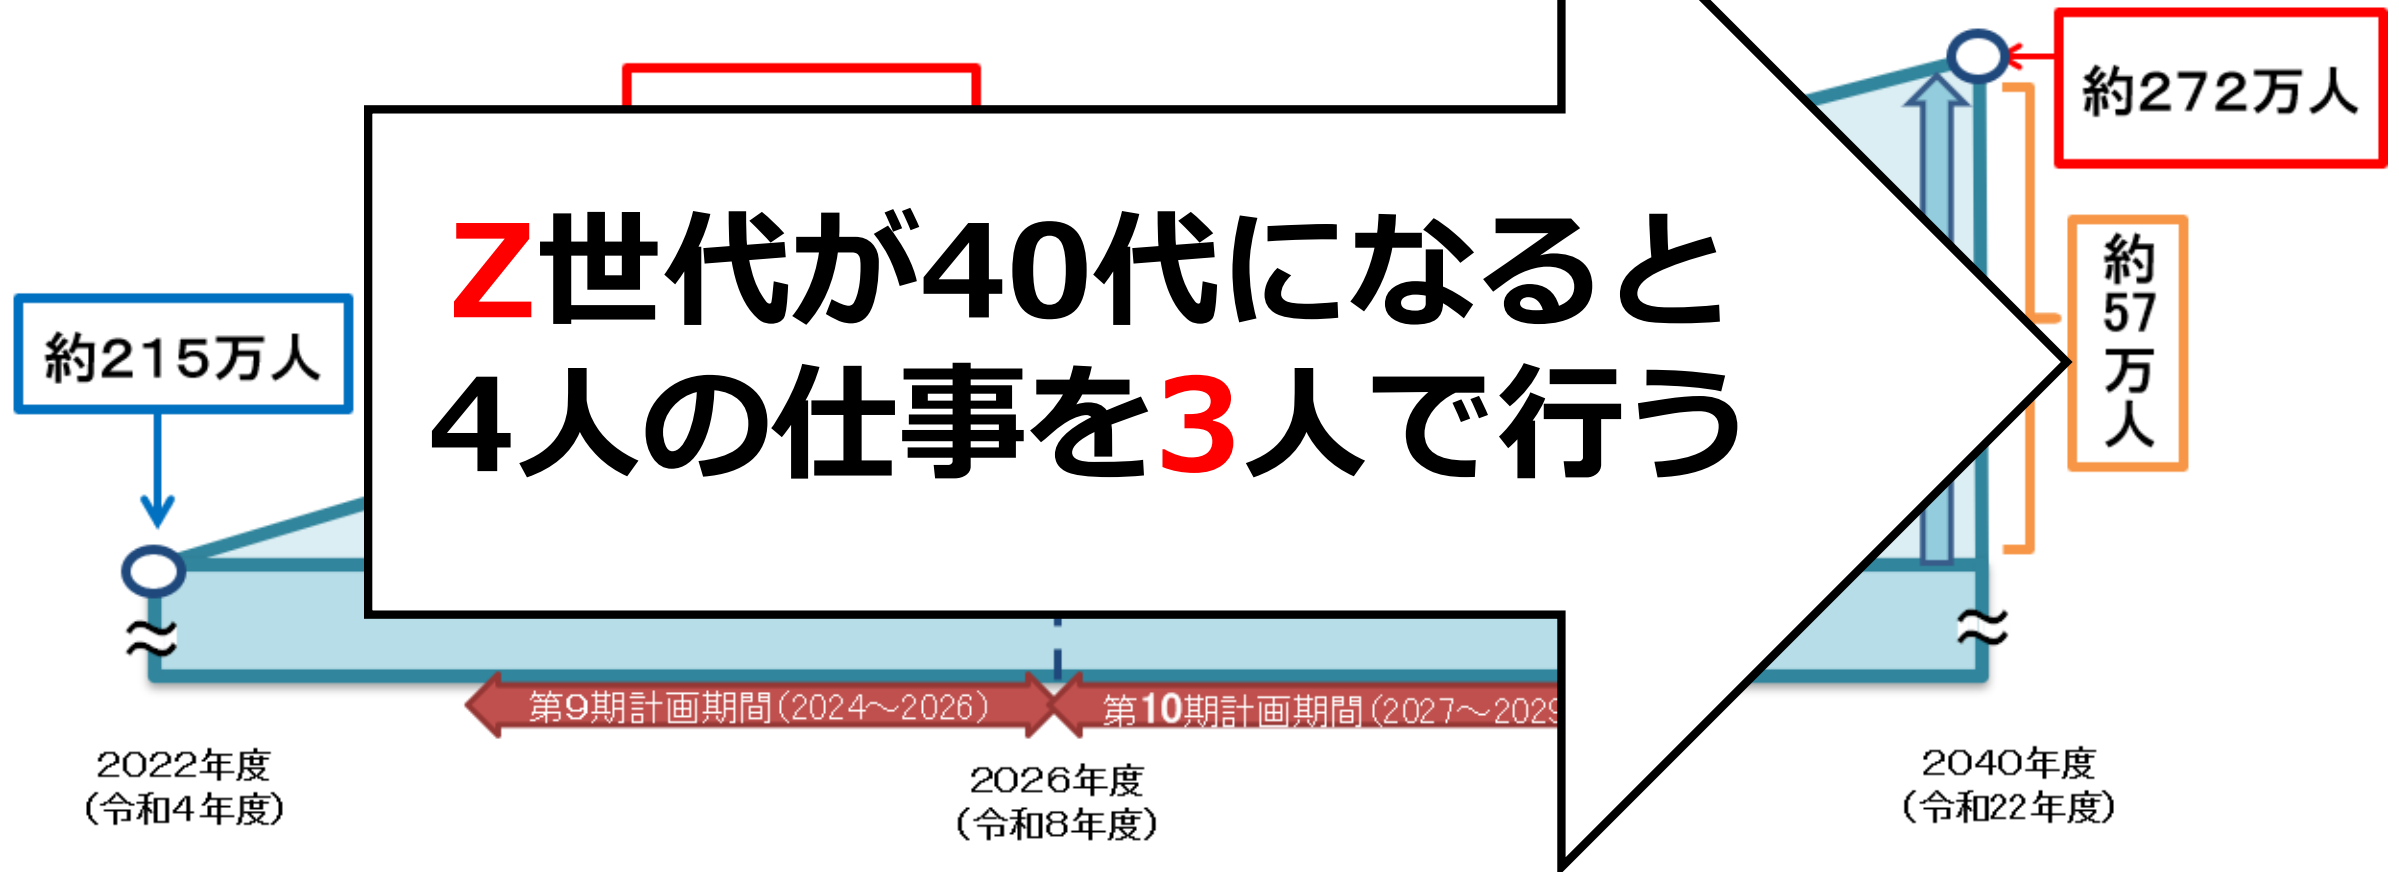 約272万人
Z世代が40代になると
4人の仕事を3人で行う
約215万人
約57万人
第9期計画期間(2024～2026)
第10期計画期間(2027～2029
2022年度
(令和4年度)
2026年度
(令和8年度)
2040年度
(令和22年度)